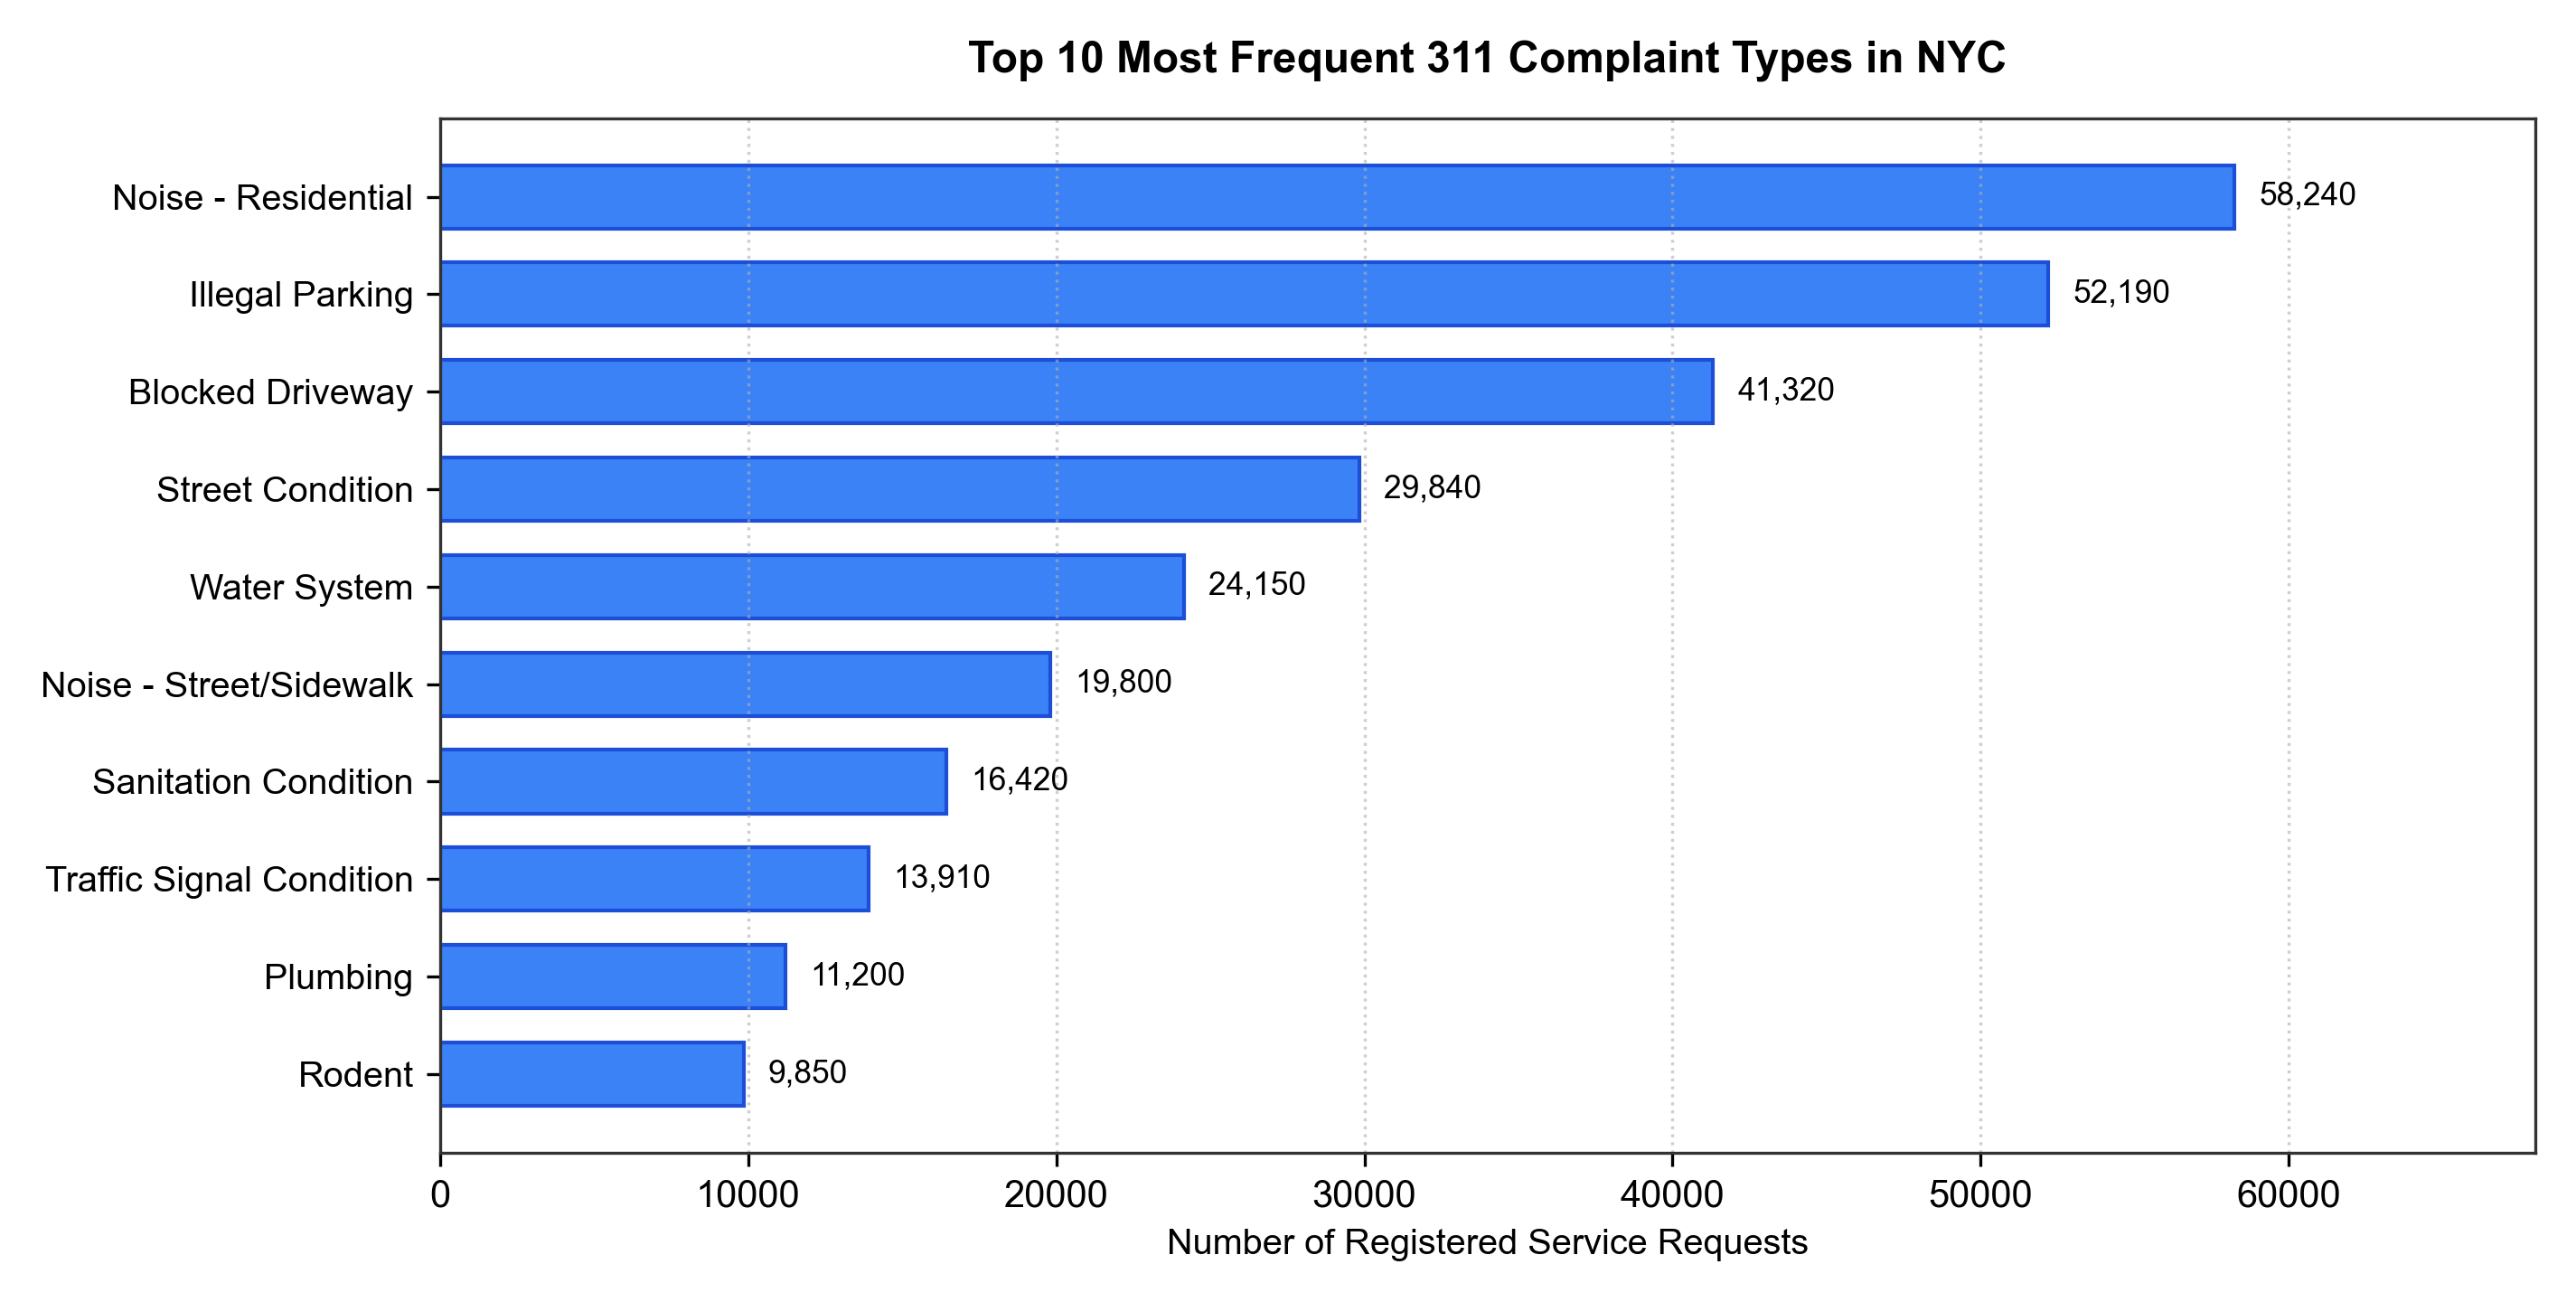 Top 10 Most Frequent 311 Complaint Types in NYC
Noise - Residential 58,240
Illegal Parking 52,190
Blocked Driveway 41,320
Street Condition 29,840
Water System 24,150
Noise - Street/Sidewalk 19,800
Sanitation Condition 16,420
Traffic Signal Condition 13,910
Plumbing 11,200
Rodent 9,850
0 10000 20000 30000 40000 50000 60000
Number of Registered Service Requests